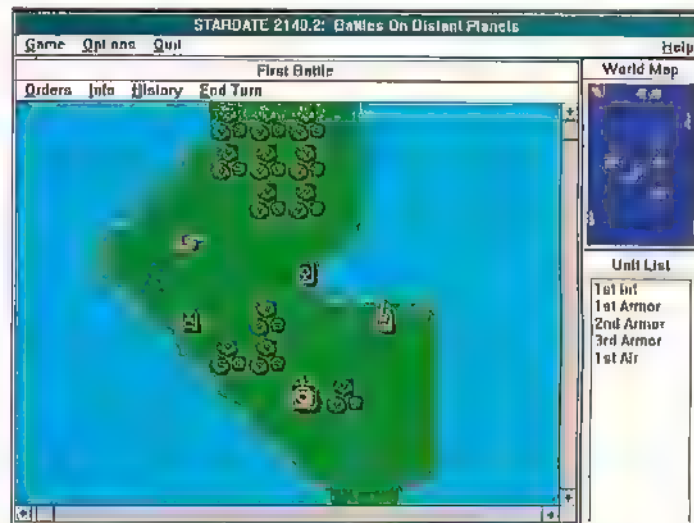 STARDATE 2140.2: Battles On Distant Planets
Game Options Quit Help
First Battle
Orders Info History End Turn
World Map
Unit List
1st Inf
1st Armor
2nd Armor
3rd Armor
1st Air